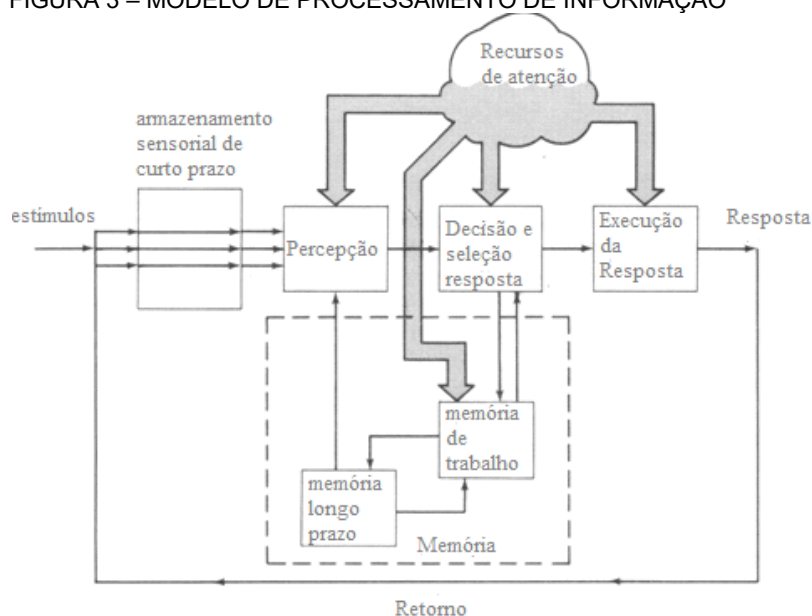 FIGURA 3 – MODELO DE PROCESSAMENTO DE INFORMAÇÃO
Recursos
de atenção
armazenamento
sensorial de
curto prazo
estímulos
Percepção
Decisão e
seleção
resposta
Execução
da
Resposta
Resposta
memória
de
trabalho
memória
longo
prazo
Memória
Retorno